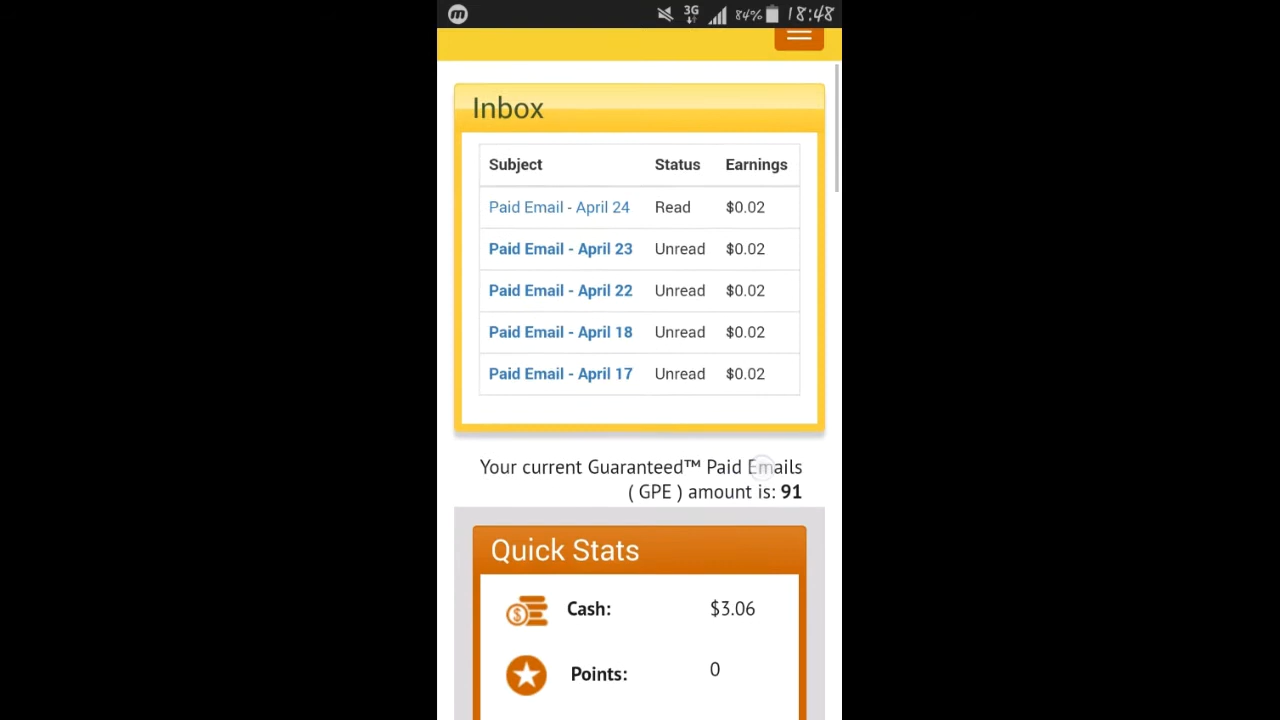 m 3G 84% 18:48
Inbox
Subject Status Earnings
Paid Email - April 24 Read $0.02
Paid Email - April 23 Unread $0.02
Paid Email - April 22 Unread $0.02
Paid Email - April 18 Unread $0.02
Paid Email - April 17 Unread $0.02
Your current Guaranteed™ Paid Emails
( GPE ) amount is: 91
Quick Stats
$ Cash: $3.06
Points: 0